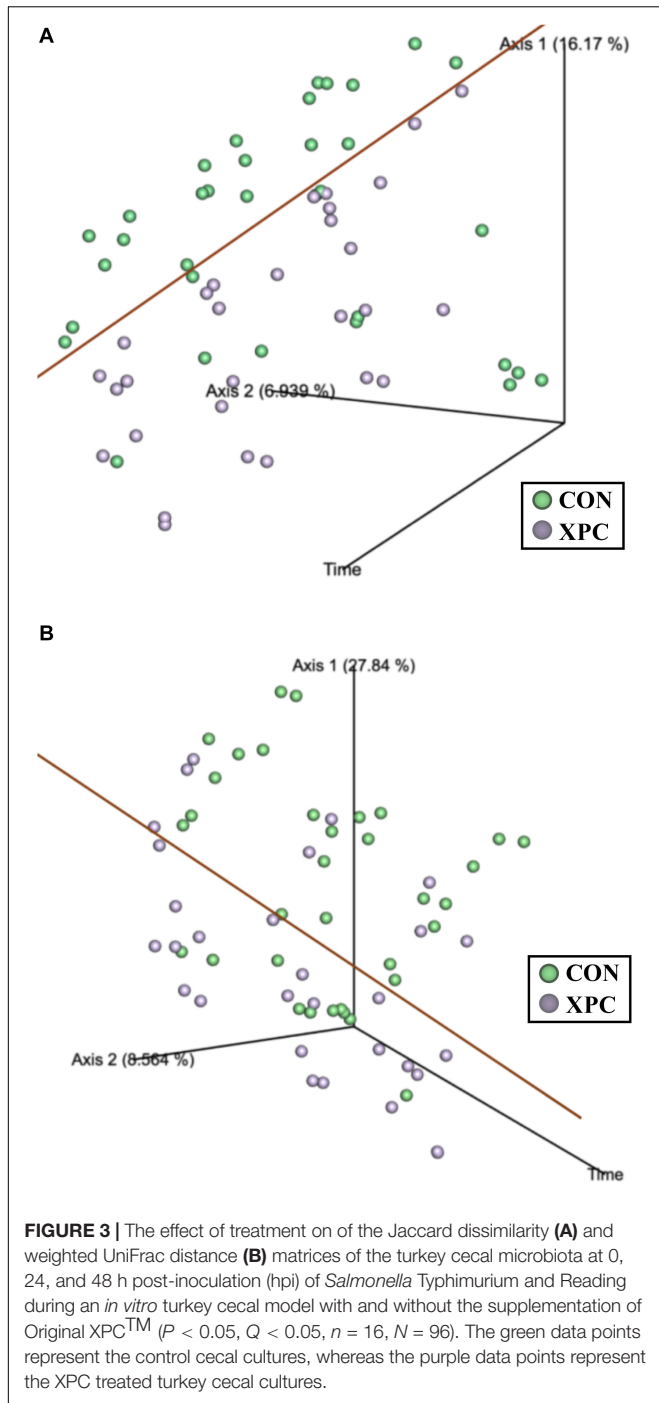 A
Axis 1 (16.17 %)
Axis 2 (6.939 %)
CON
XPC
Time
B
Axis 1 (27.84 %)
CON
XPC
Axis 2 (8.564 %)
Time
FIGURE 3 | The effect of treatment on of the Jaccard dissimilarity (A) and
weighted UniFrac distance (B) matrices of the turkey cecal microbiota at 0,
24, and 48 h post-inoculation (hpi) of Salmonella Typhimurium and Reading
during an in vitro turkey cecal model with and without the supplementation of
Original XPC™ (P < 0.05, Q < 0.05, n = 16, N = 96). The green data points
represent the control cecal cultures, whereas the purple data points represent
the XPC treated turkey cecal cultures.